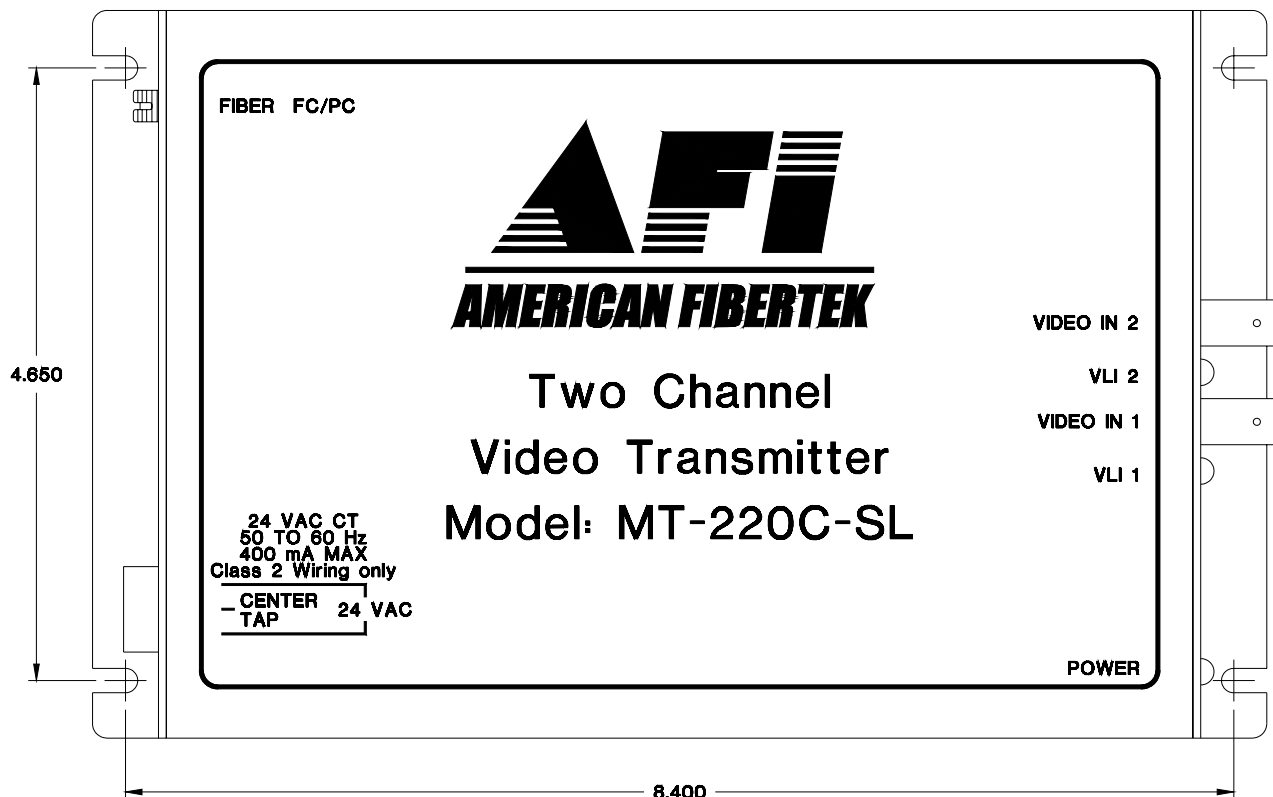 FIBER FC/PC
AFI
AMERICAN FIBERTEK
VIDEO IN 2
4.650
VLI 2
Two Channel
VIDEO IN 1
Video Transmitter
VLI 1
Model: MT-220C-SL
24 VAC CT
50 TO 60 Hz
400 mA MAX
Class 2 Wiring only
– CENTER TAP
24 VAC
POWER
8.400